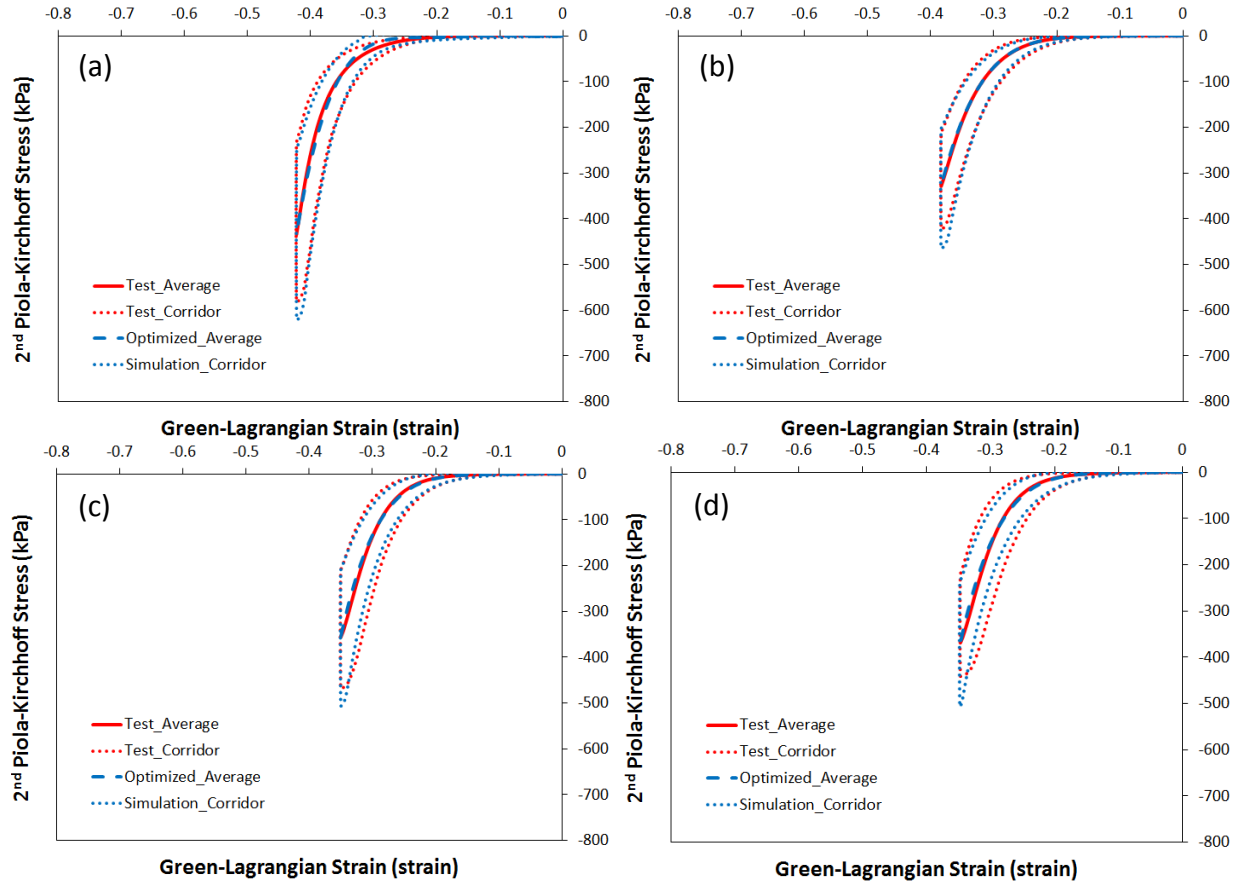 -0.8 -0.7 -0.6 -0.5 -0.4 -0.3 -0.2 -0.1 0
(a)
0
-100
-200
-300
-400
-500
-600
-700
-800
2nd Piola-Kirchhoff Stress (kPa)
Test_Average
Test_Corridor
Optimized_Average
Simulation_Corridor
Green-Lagrangian Strain (strain)
-0.8 -0.7 -0.6 -0.5 -0.4 -0.3 -0.2 -0.1 0
(b)
0
-100
-200
-300
-400
-500
-600
-700
-800
2nd Piola-Kirchhoff Stress (kPa)
Test_Average
Test_Corridor
Optimized_Average
Simulation_Corridor
Green-Lagrangian Strain (strain)
-0.8 -0.7 -0.6 -0.5 -0.4 -0.3 -0.2 -0.1 0
(c)
0
-100
-200
-300
-400
-500
-600
-700
-800
2nd Piola-Kirchhoff Stress (kPa)
Test_Average
Test_Corridor
Optimized_Average
Simulation_Corridor
Green-Lagrangian Strain (strain)
-0.8 -0.7 -0.6 -0.5 -0.4 -0.3 -0.2 -0.1 0
(d)
0
-100
-200
-300
-400
-500
-600
-700
-800
2nd Piola-Kirchhoff Stress (kPa)
Test_Average
Test_Corridor
Optimized_Average
Simulation_Corridor
Green-Lagrangian Strain (strain)